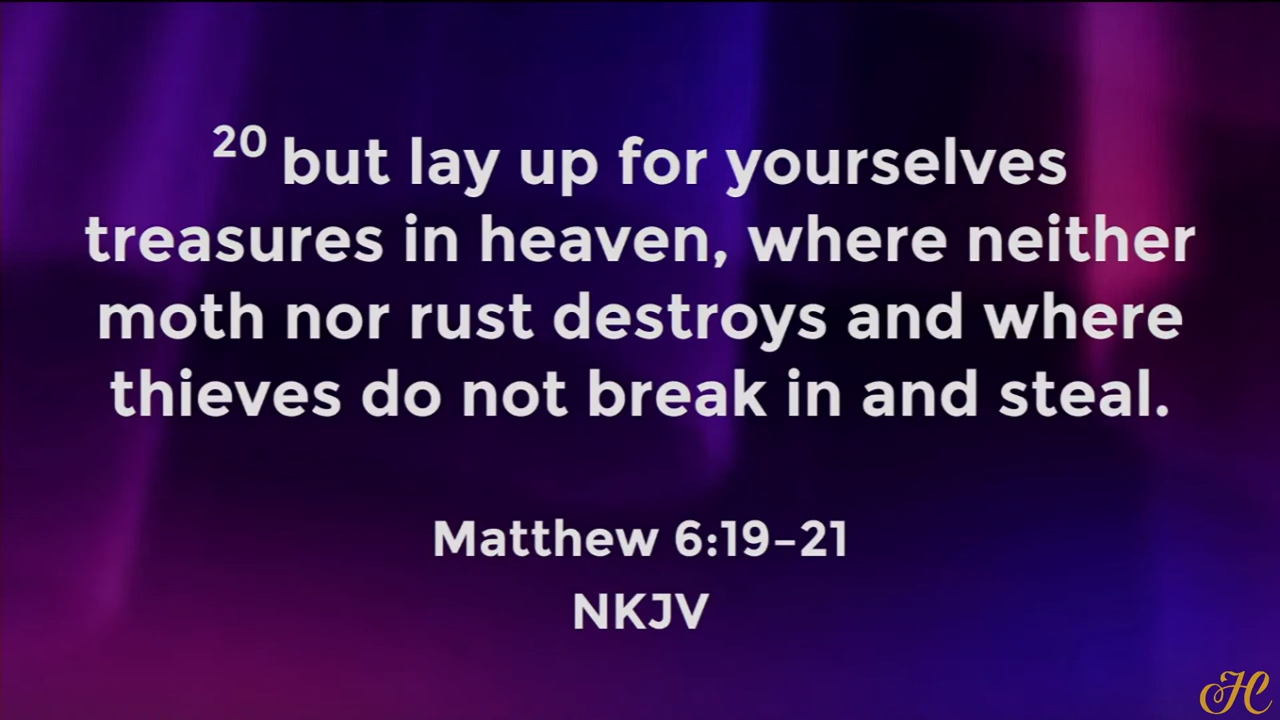 20 but lay up for yourselves
treasures in heaven, where neither
moth nor rust destroys and where
thieves do not break in and steal.
Matthew 6:19–21
NKJV
H